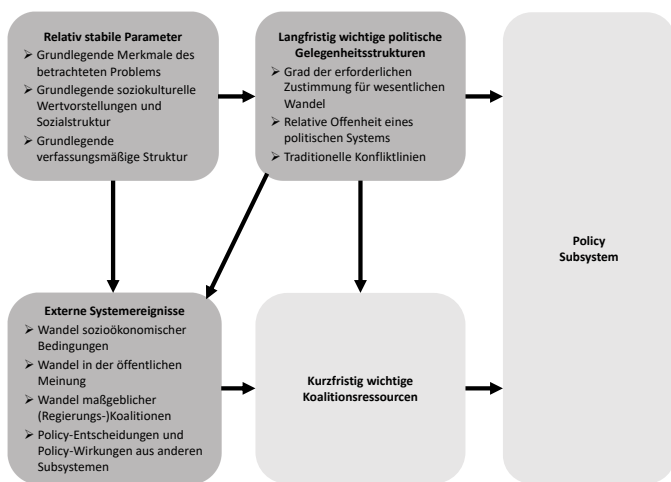 Relativ stabile Parameter
➢ Grundlegende Merkmale des
betrachteten Problems
➢ Grundlegende soziokulturelle
Wertvorstellungen und
Sozialstruktur
➢ Grundlegende
verfassungsmäßige Struktur
Langfristig wichtige politische
Gelegenheitsstrukturen
➢ Grad der erforderlichen
Zustimmung für wesentlichen
Wandel
➢ Relative Offenheit eines
politischen Systems
➢ Traditionelle Konfliktlinien
Policy
Subsystem
Externe Systemereignisse
➢ Wandel sozioökonomischer
Bedingungen
➢ Wandel in der öffentlichen
Meinung
➢ Wandel maßgeblicher
(Regierungs-)Koalitionen
➢ Policy-Entscheidungen und
Policy-Wirkungen aus anderen
Subsystemen
Kurzfristig wichtige
Koalitionsressourcen